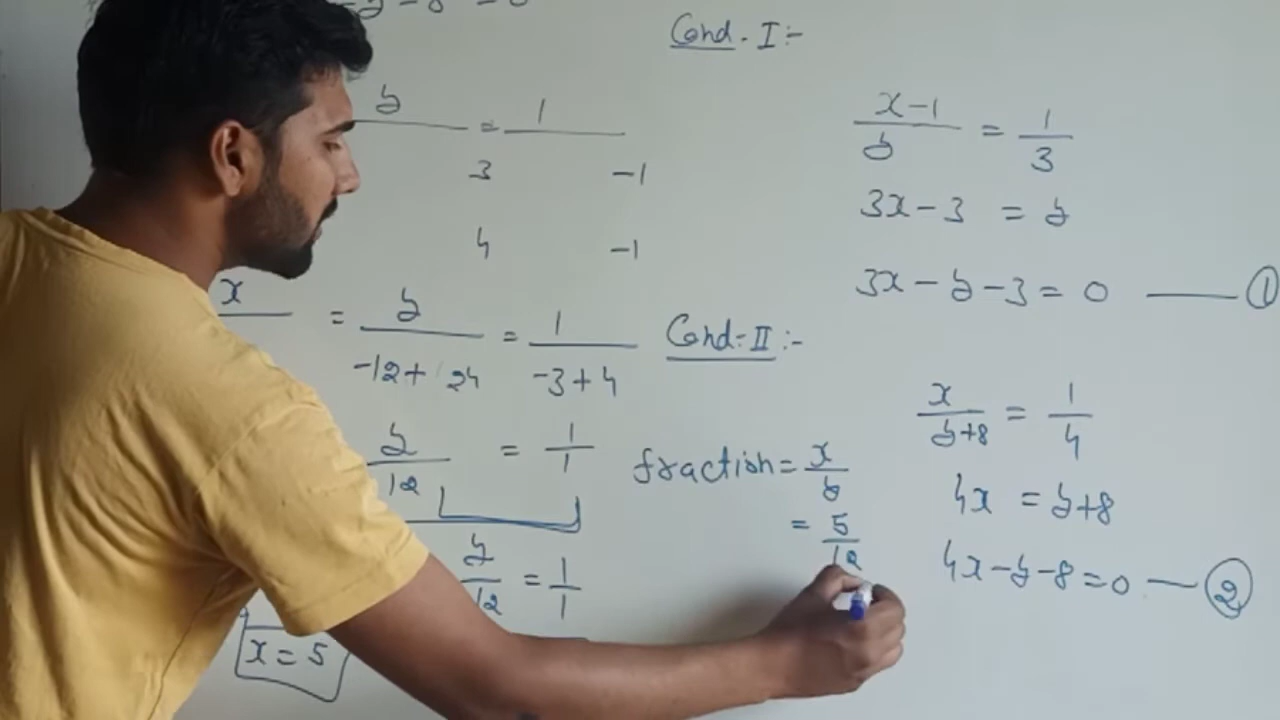 Cond. I :-
y = 1
3 -1
4 -1
x = y = 1
-12+24 -3+4
y = 1
12 1
y = 1
12 1
x = 5
x-1 = 1
y 3
3x-3 = y
3x-y-3=0 — 1
Cond. II :-
x = 1
y+8 4
4x = y+8
4x-y-8=0 — 2
fraction = x
y
= 5
12